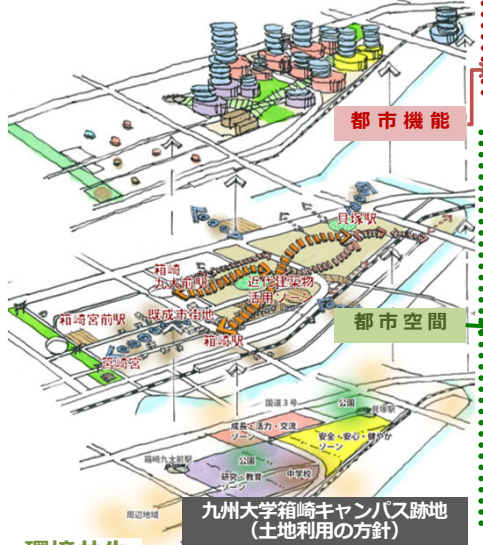 都市機能
貝塚駅
箱崎
九大前駅
近代建築物
活用ゾーン
箱崎宮前駅
既成市街地
箱崎駅
筥崎宮
都市空間
国道3号
公園
貝塚駅
成長・活力・交流
ゾーン
安全・安心・健やか
ゾーン
箱崎九大前駅
公園
研究・教育
ゾーン
中学校
周辺地域
九州大学箱崎キャンパス跡地
（土地利用の方針）